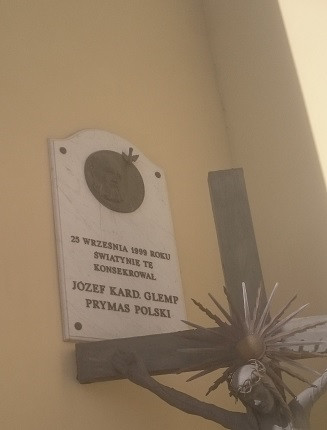 25 WRZEŚNIA 1999 ROKU
ŚWIĄTYNIĘ TĘ
KONSEKROWAŁ
JÓZEF KARD. GLEMP
PRYMAS POLSKI